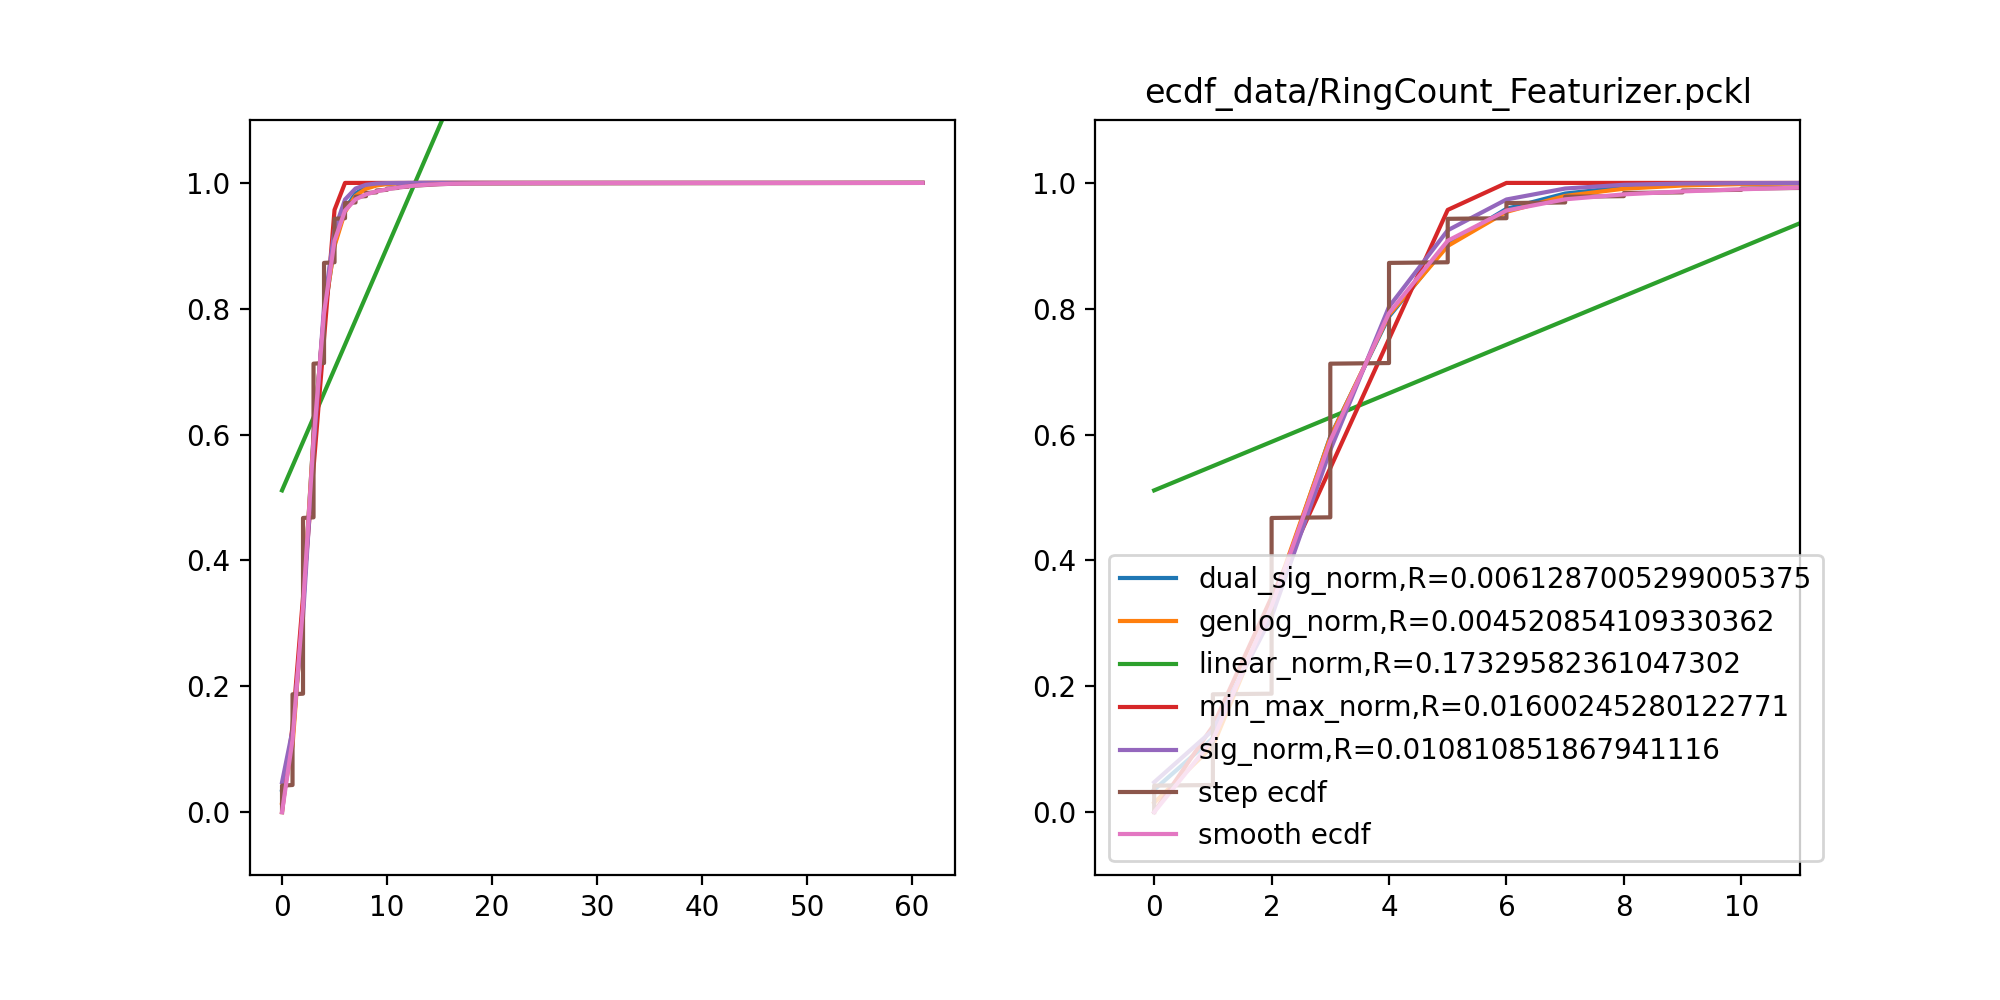 ecdf_data/RingCount_Featurizer.pckl
1.0
0.8
0.6
0.4
0.2
0.0
0 10 20 30 40 50 60
1.0
0.8
0.6
0.4
0.2
0.0
0 2 4 6 8 10
dual_sig_norm,R=0.0061287005299005375
genlog_norm,R=0.004520854109330362
linear_norm,R=0.17329582361047302
min_max_norm,R=0.01600245280122771
sig_norm,R=0.010810851867941116
step ecdf
smooth ecdf